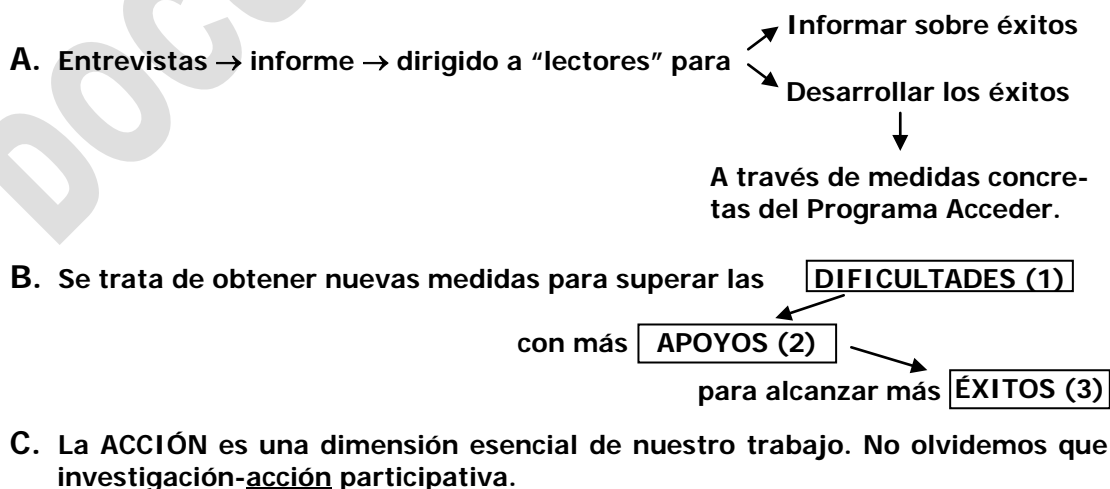 Informar sobre éxitos
A. Entrevistas → informe → dirigido a “lectores” para
Desarrollar los éxitos
A través de medidas concre-
tas del Programa Acceder.
B. Se trata de obtener nuevas medidas para superar las DIFICULTADES (1)
con más APOYOS (2)
para alcanzar más ÉXITOS (3)
C. La ACCIÓN es una dimensión esencial de nuestro trabajo. No olvidemos que
investigación-acción participativa.